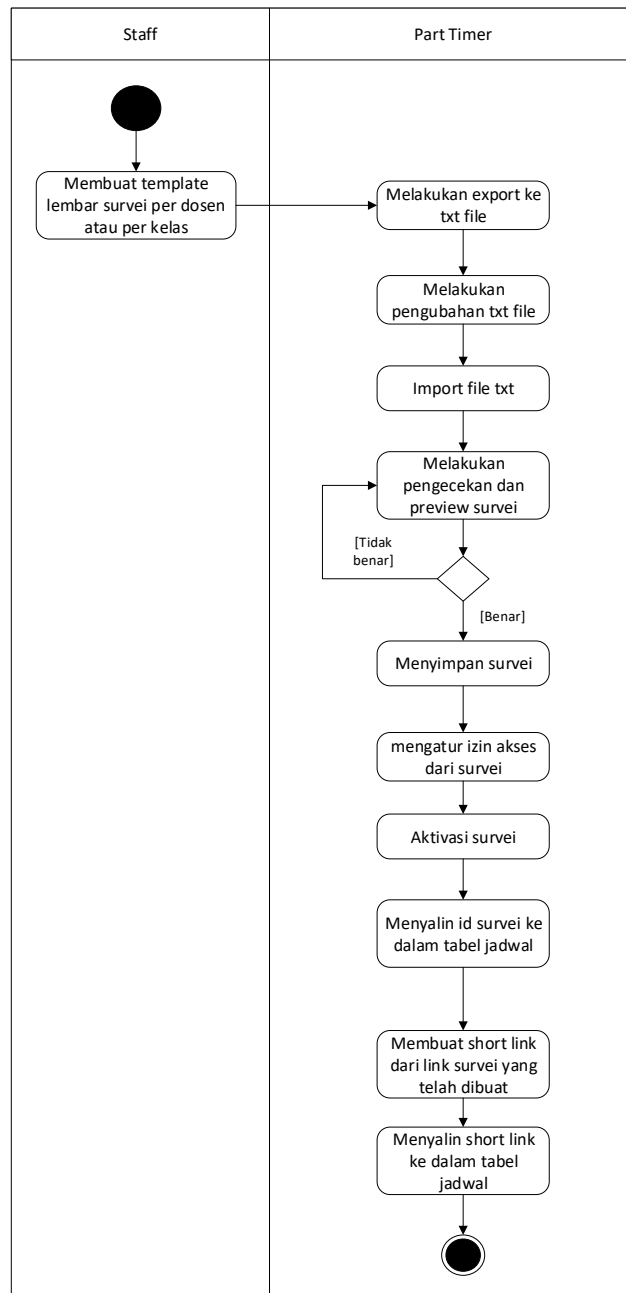 Staff
Part Timer
Membuat template
lembar survei per dosen
atau per kelas
Melakukan export ke
txt file
Melakukan
pengubahan txt file
Import file txt
Melakukan
pengecekan dan
preview survei
[Tidak
benar]
[Benar]
Menyimpan survei
mengatur izin akses
dari survei
Aktivasi survei
Menyalin id survei ke
dalam tabel jadwal
Membuat short link
dari link survei yang
telah dibuat
Menyalin short link
ke dalam tabel
jadwal